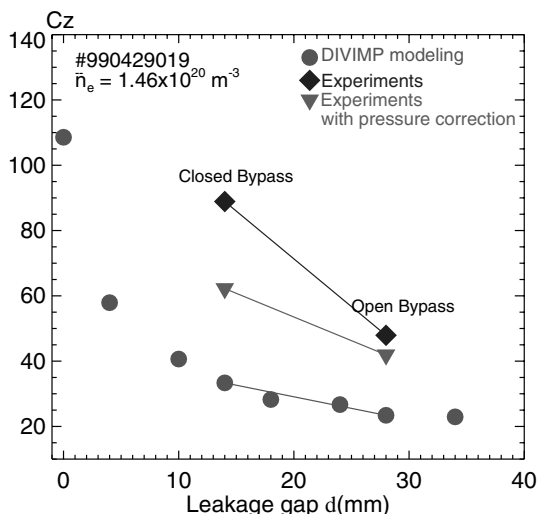 Cz
140
120
100
80
60
40
20
#990429019
n̄e = 1.46x10²⁰ m⁻³
DIVIMP modeling
Experiments
Experiments
with pressure correction
Closed Bypass
Open Bypass
0
10
20
30
40
Leakage gap d(mm)